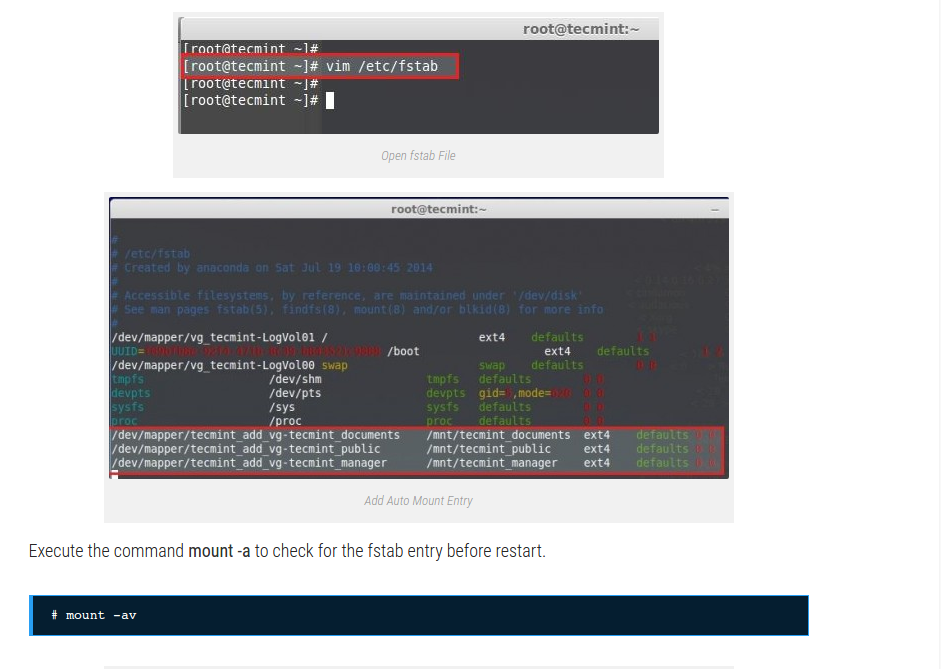 root@tecmint:~
[root@tecmint ~]#
[root@tecmint ~]# vim /etc/fstab
[root@tecmint ~]#
[root@tecmint ~]#
Open fstab File
root@tecmint:~
#
# /etc/fstab
# Created by anaconda on Sat Jul 19 10:00:45 2014
#
# Accessible filesystems, by reference, are maintained under '/dev/disk'
# See man pages fstab(5), findfs(8), mount(8) and/or blkid(8) for more info
#
/dev/mapper/vg_tecmint-LogVol01 / ext4 defaults 1 1
UUID= /boot ext4 defaults 1 2
/dev/mapper/vg_tecmint-LogVol00 swap swap defaults 0 0
tmpfs /dev/shm tmpfs defaults 0 0
devpts /dev/pts devpts gid=5,mode=620 0 0
sysfs /sys sysfs defaults 0 0
proc /proc proc defaults 0 0
/dev/mapper/tecmint_add_vg-tecmint_documents /mnt/tecmint_documents ext4 defaults 0 0
/dev/mapper/tecmint_add_vg-tecmint_public /mnt/tecmint_public ext4 defaults 0 0
/dev/mapper/tecmint_add_vg-tecmint_manager /mnt/tecmint_manager ext4 defaults 0 0
Add Auto Mount Entry
Execute the command mount -a to check for the fstab entry before restart.
# mount -av